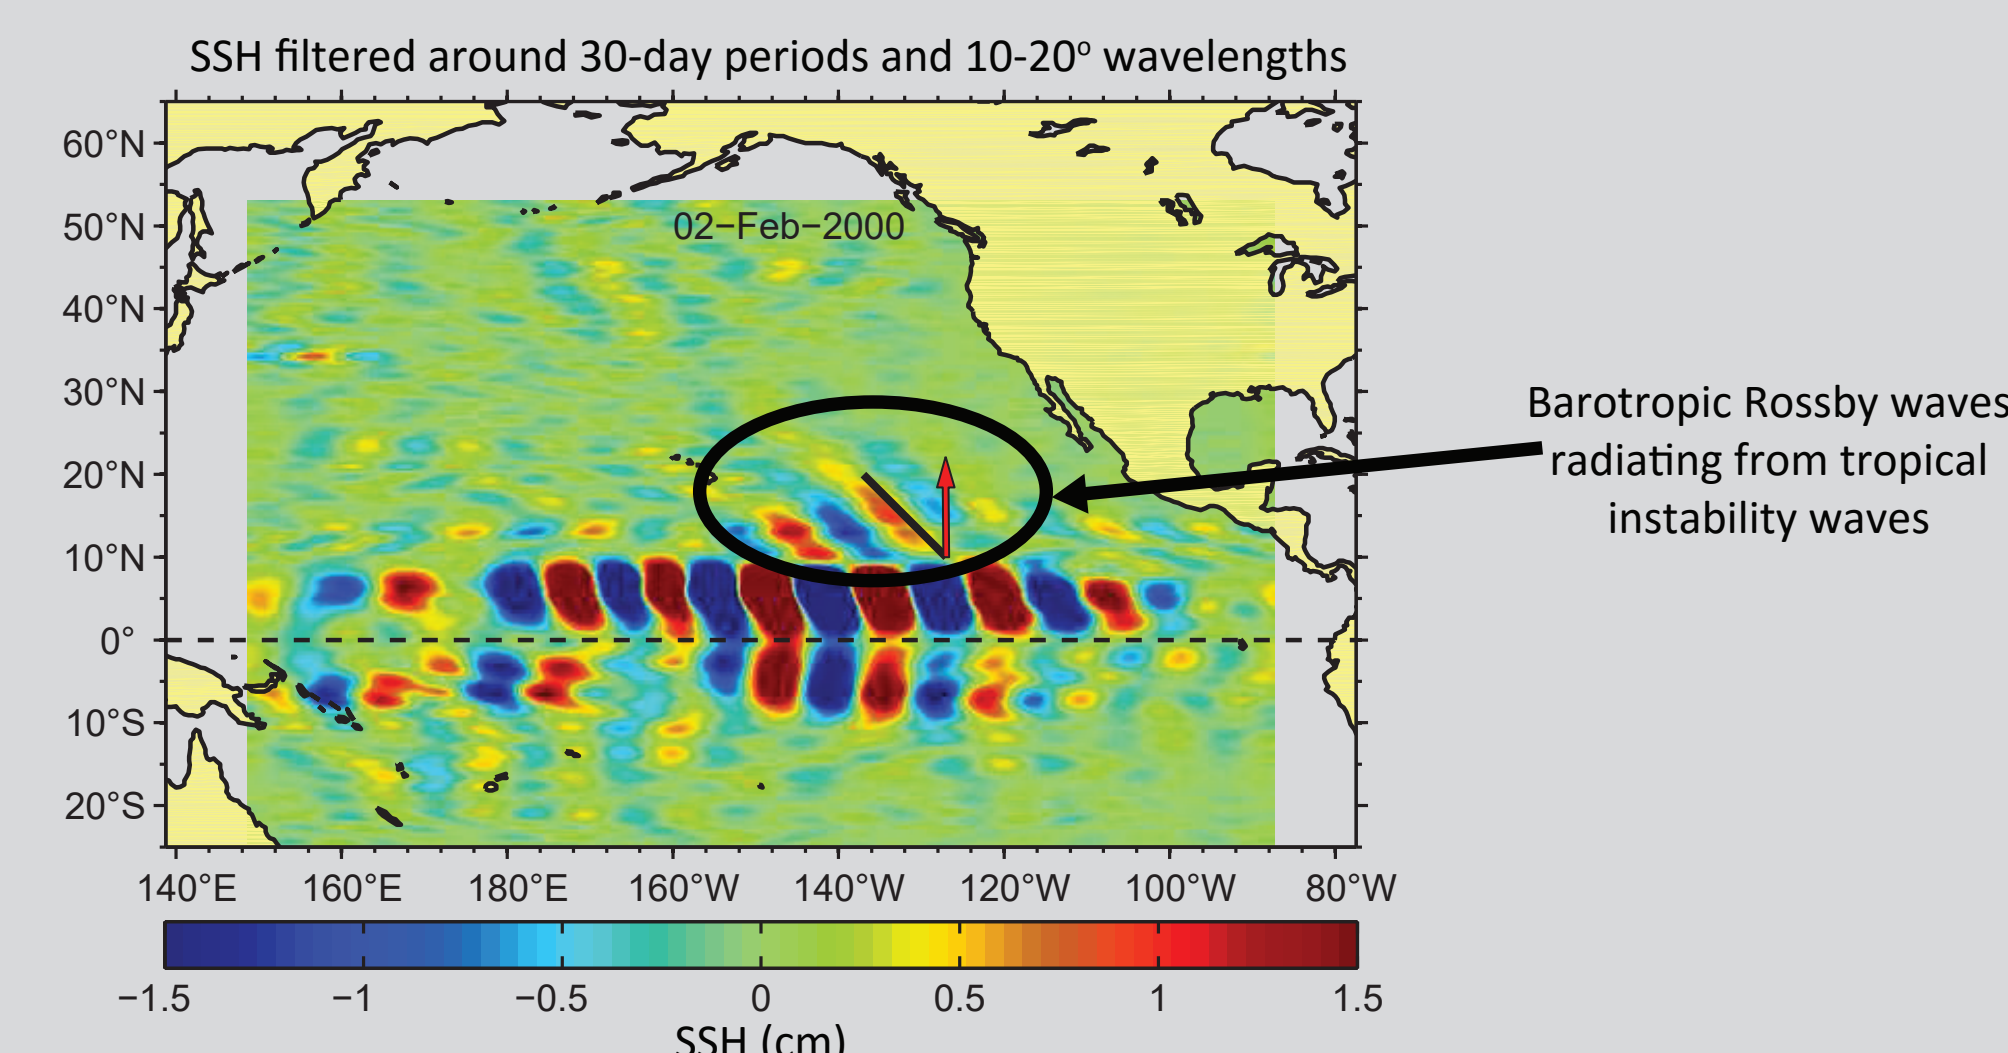 SSH filtered around 30-day periods and 10-20° wavelengths
60°N
50°N
40°N
30°N
20°N
10°N
0°
10°S
20°S
02−Feb−2000
Barotropic Rossby waves
radiating from tropical
instability waves
140°E 160°E 180°E 160°W 140°W 120°W 100°W 80°W
−1.5 −1 −0.5 0 0.5 1 1.5
SSH (cm)